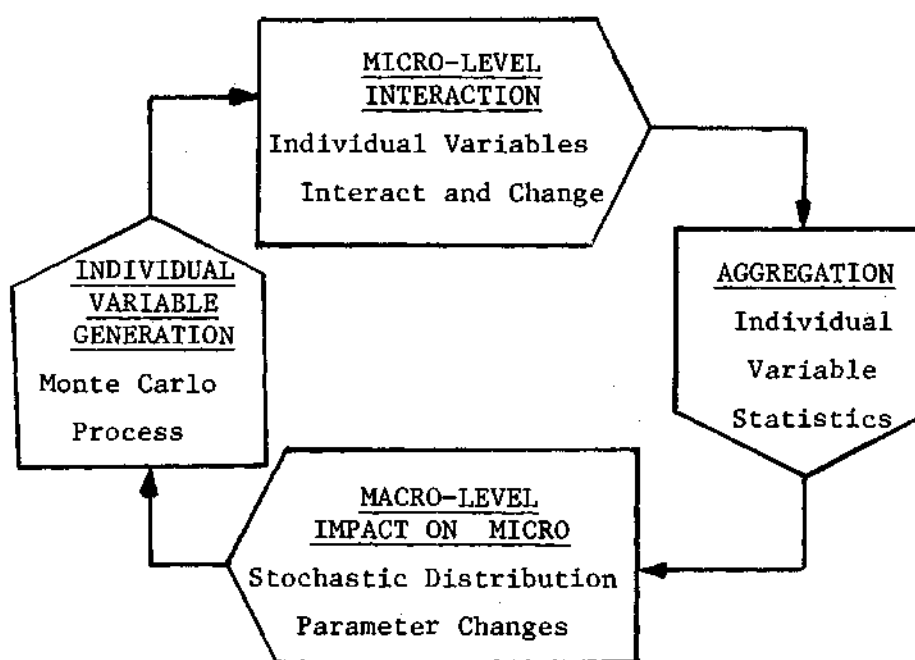 MICRO-LEVEL
INTERACTION
Individual Variables
Interact and Change
INDIVIDUAL
VARIABLE
GENERATION
Monte Carlo
Process
AGGREGATION
Individual
Variable
Statistics
MACRO-LEVEL
IMPACT ON MICRO
Stochastic Distribution
Parameter Changes